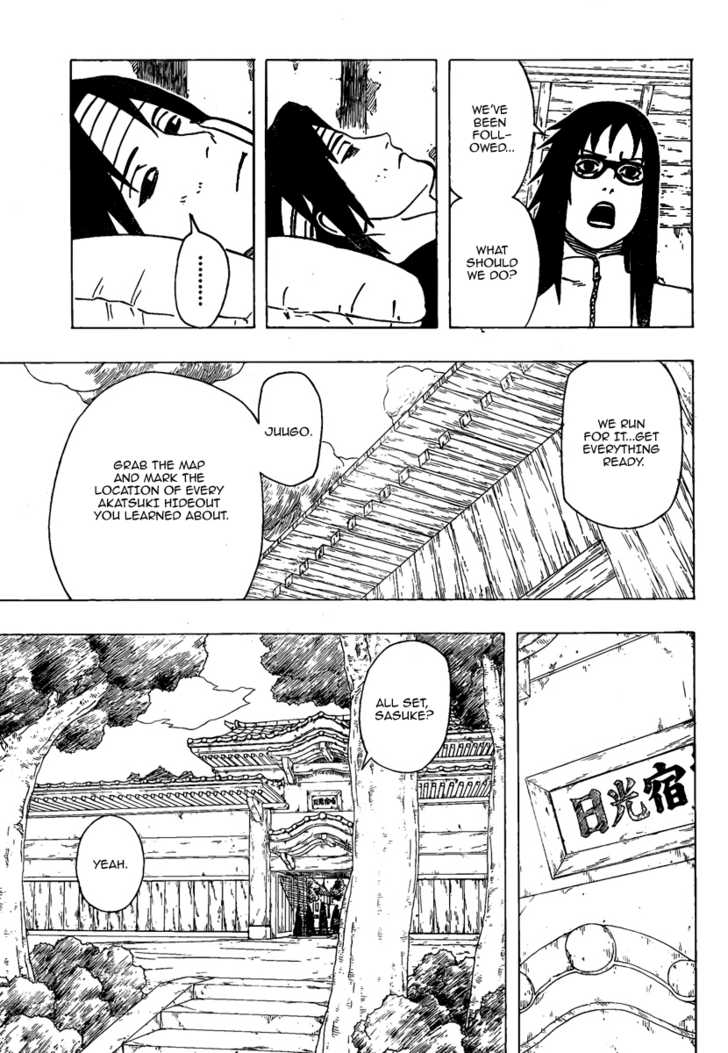 WE'VE
BEEN
FOLL-
OWED...
WHAT
SHOULD
WE DO?
........
WE RUN
FOR IT...GET
EVERYTHING
READY.
JUUGO.
GRAB THE MAP
AND MARK THE
LOCATION OF EVERY
AKATSUKI HIDEOUT
YOU LEARNED ABOUT.
日光宿
ALL SET,
SASUKE?
YEAH.